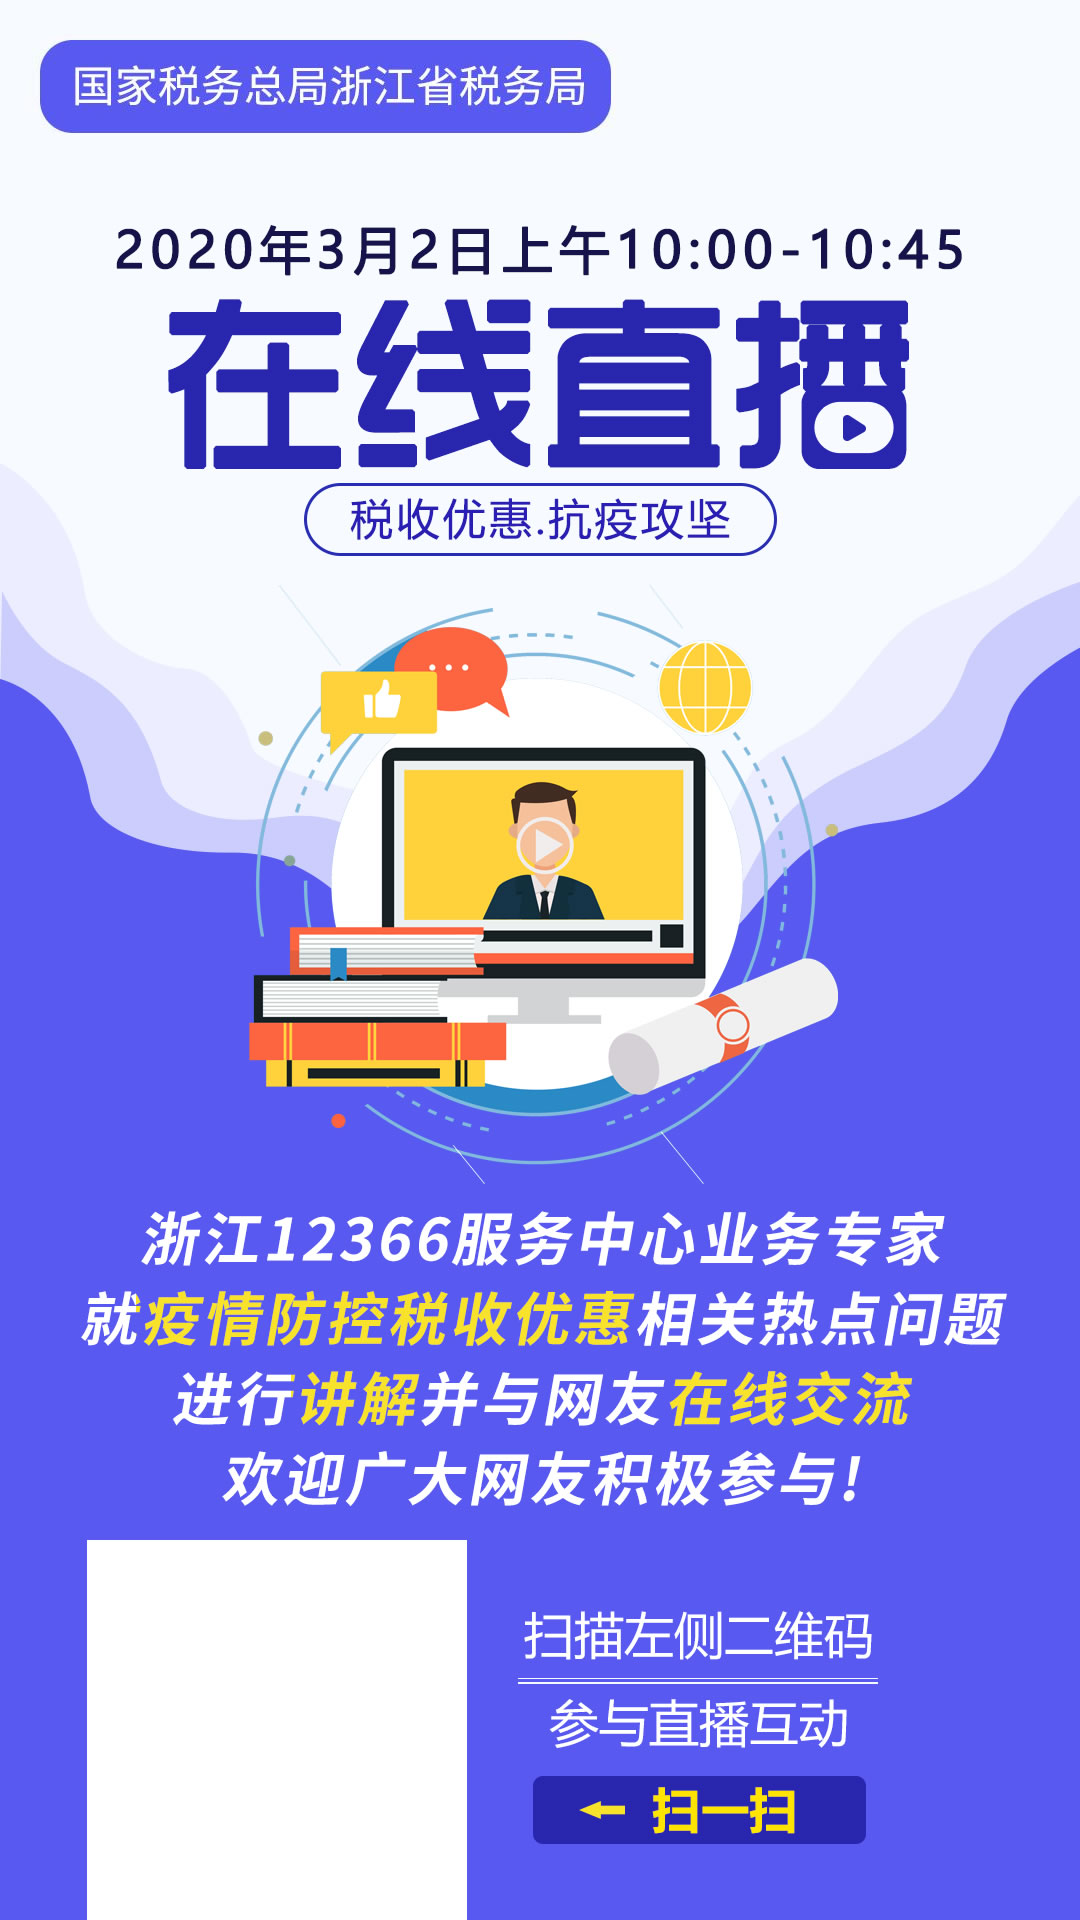 国家税务总局浙江省税务局
2020年3月2日上午10:00-10:45
在线直播
税收优惠.抗疫攻坚
浙江12366服务中心业务专家
就疫情防控税收优惠相关热点问题
进行讲解并与网友在线交流
欢迎广大网友积极参与!
扫描左侧二维码
参与直播互动
扫一扫